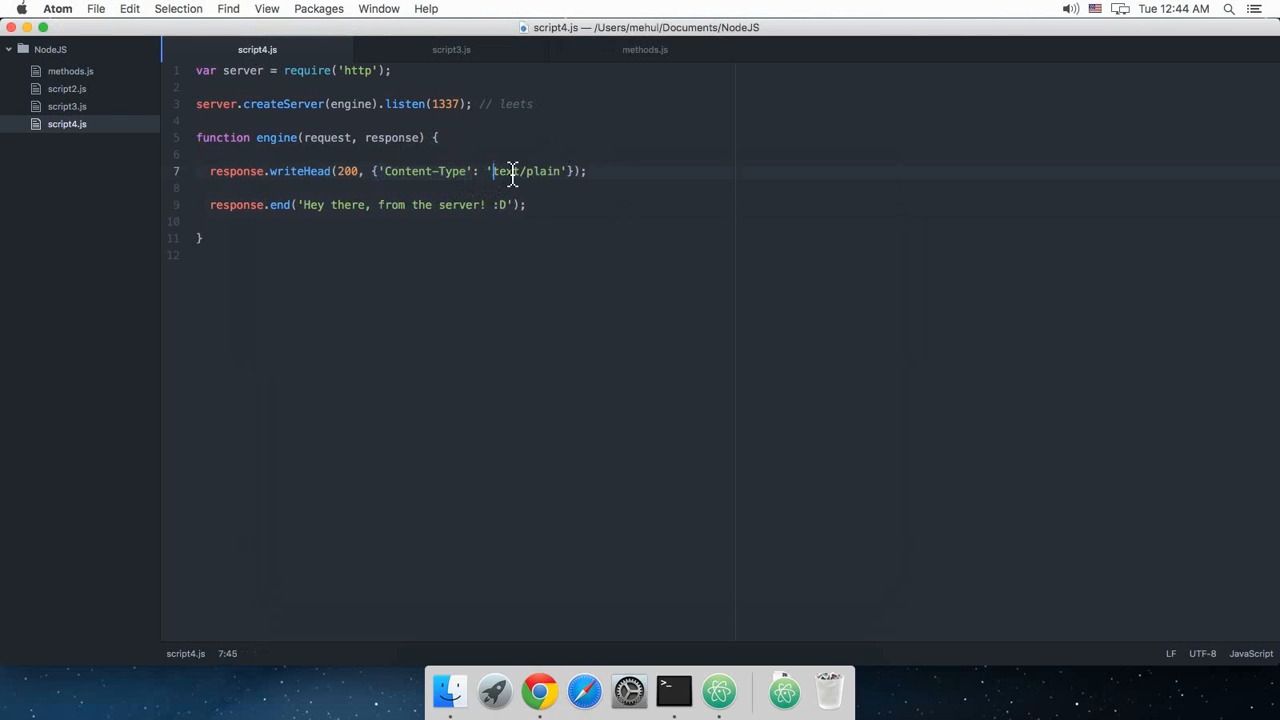 Atom File Edit Selection Find View Packages Window Help Tue 12:44 AM
script4.js — /Users/mehul/Documents/NodeJS
NodeJS
methods.js
script2.js
script3.js
script4.js
script4.js script3.js methods.js
1 var server = require('http');
2
3 server.createServer(engine).listen(1337); // leets
4
5 function engine(request, response) {
6
7 response.writeHead(200, {'Content-Type': 'text/plain'});
8
9 response.end('Hey there, from the server! :D');
10
11 }
12
script4.js 7:45 LF UTF-8 JavaScript